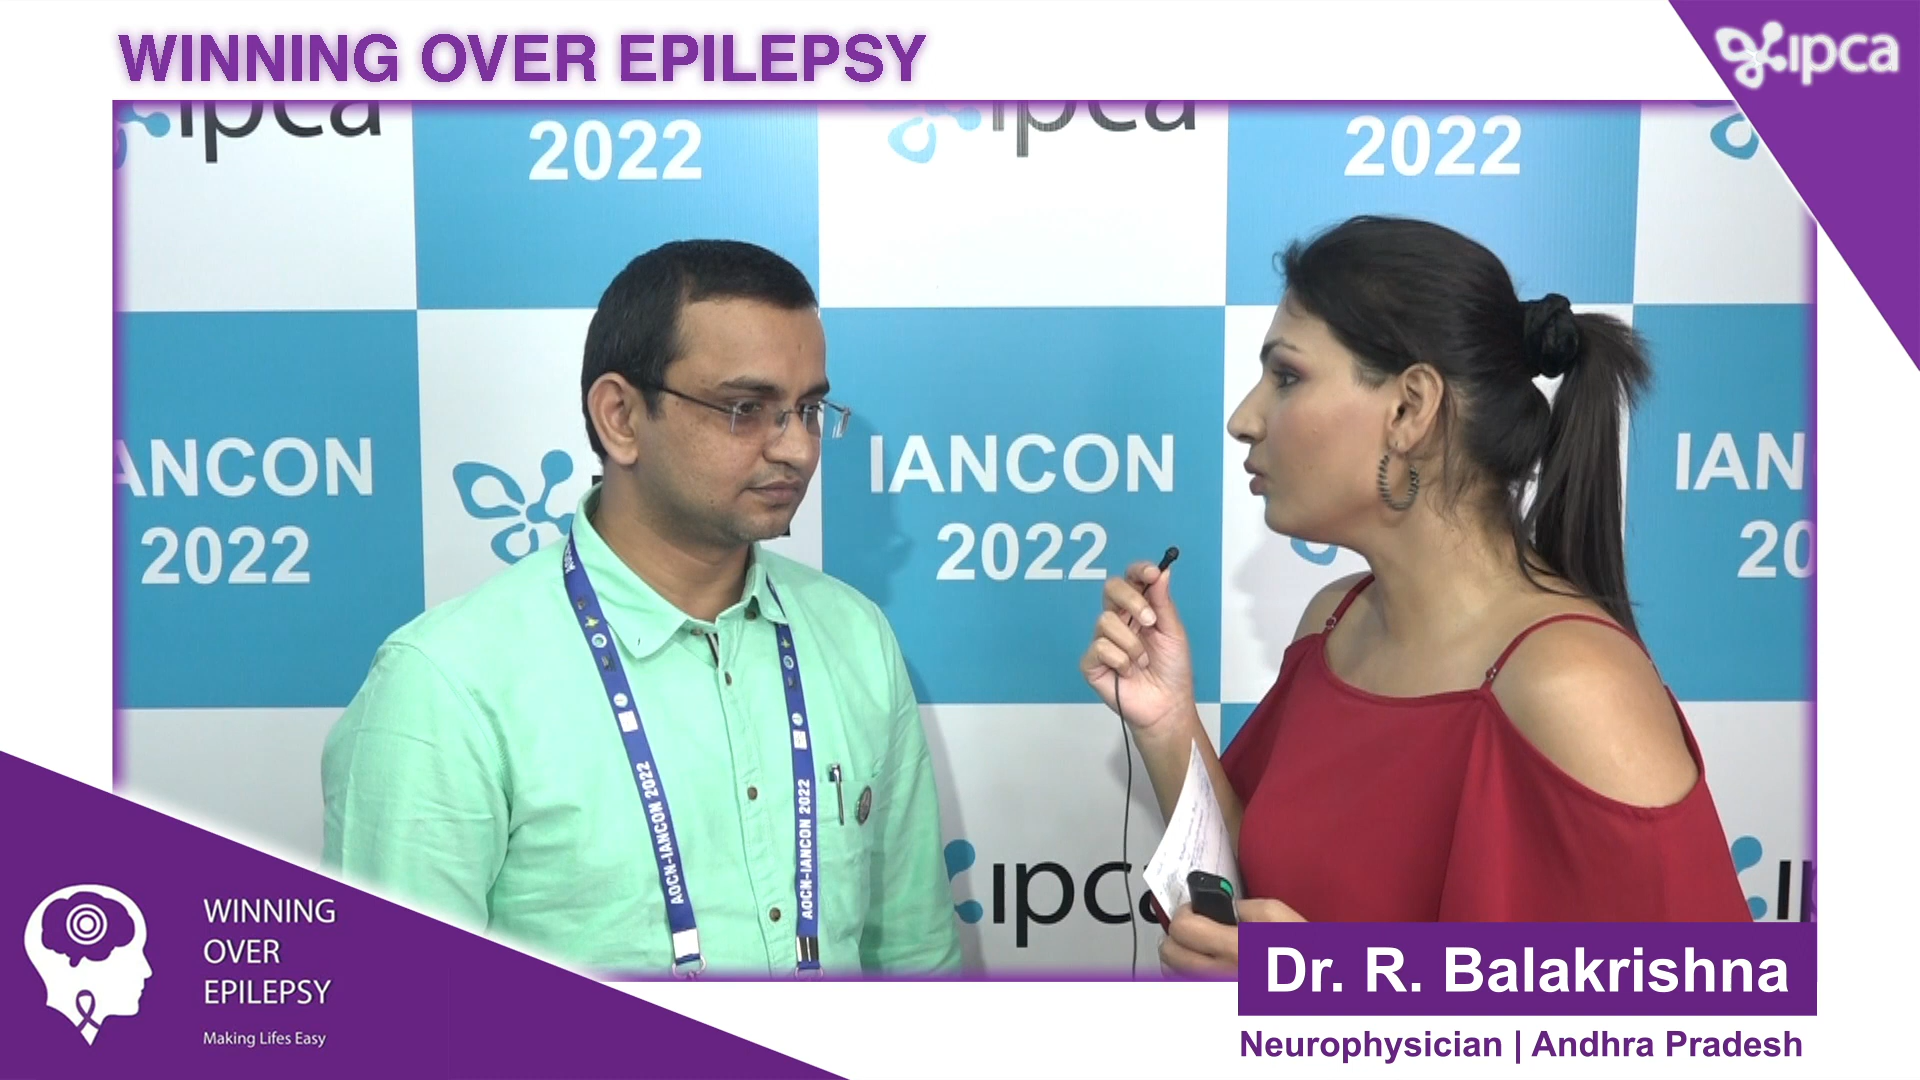 WINNING OVER EPILEPSY
ipca
ipca
2022
ipca
2022
IANCON
2022
IANCON
2022
IAN
20
AOCN-IANCON 2022
AOCN-IANCON 2022
ipca
WINNING
OVER
EPILEPSY
Making Lifes Easy
Dr. R. Balakrishna
Neurophysician | Andhra Pradesh